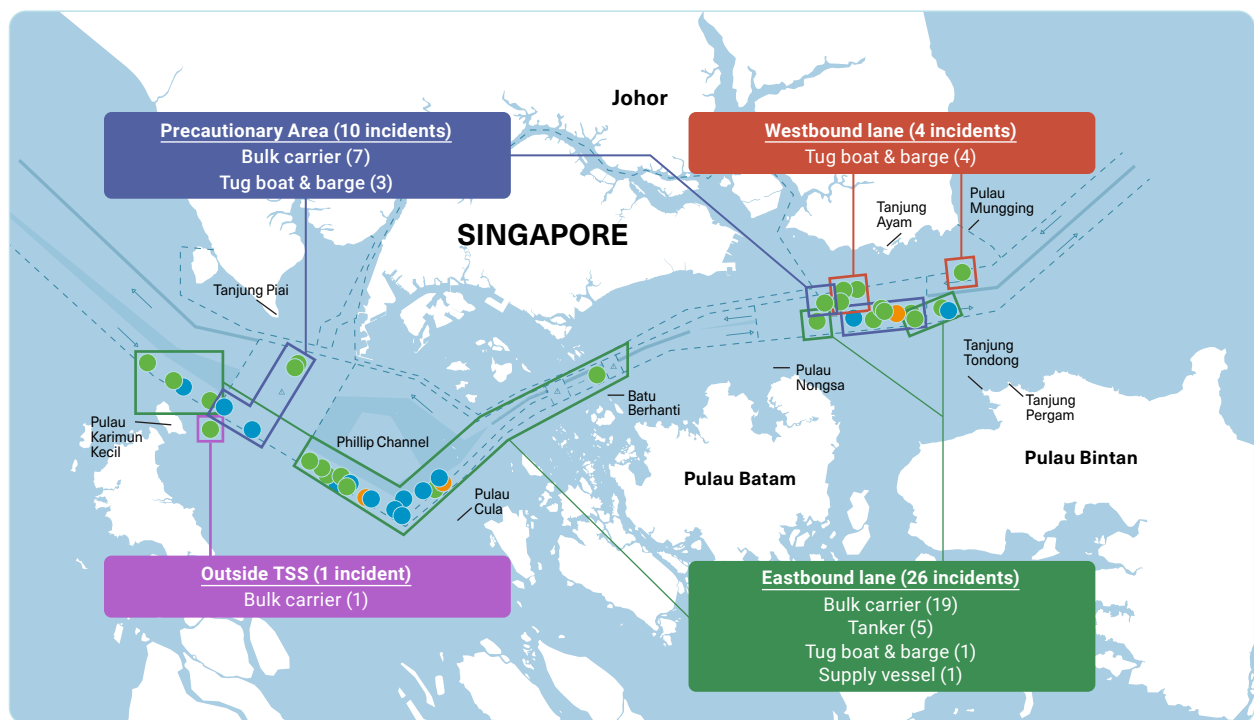 Johor
Precautionary Area (10 incidents)
Bulk carrier (7)
Tug boat & barge (3)
Westbound lane (4 incidents)
Tug boat & barge (4)
SINGAPORE
Tanjung
Ayam
Pulau
Mungging
Tanjung Piai
Pulau
Karimun
Kecil
Phillip Channel
Batu
Berhanti
Pulau
Nongsa
Tanjung
Tondong
Tanjung
Pergam
Pulau
Cula
Pulau Batam
Pulau Bintan
Outside TSS (1 incident)
Bulk carrier (1)
Eastbound lane (26 incidents)
Bulk carrier (19)
Tanker (5)
Tug boat & barge (1)
Supply vessel (1)